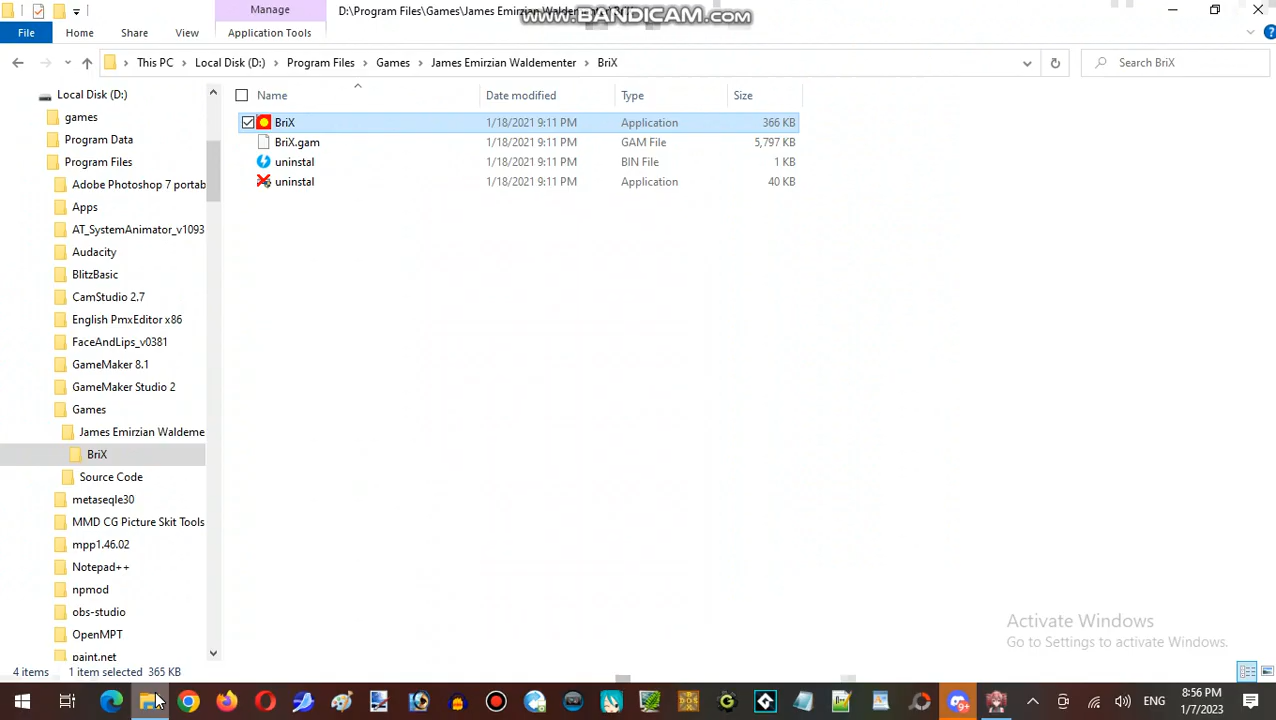 Manage
D:\Program Files\Games\James Emirzian Waldementer\BriX
www.BANDICAM.com
File
Home
Share
View
Application Tools
This PC > Local Disk (D:) > Program Files > Games > James Emirzian Waldementer > BriX
Search BriX
Local Disk (D:)
games
Program Data
Program Files
Adobe Photoshop 7 portab
Apps
AT_SystemAnimator_v1093
Audacity
BlitzBasic
CamStudio 2.7
English PmxEditor x86
FaceAndLips_v0381
GameMaker 8.1
GameMaker Studio 2
Games
James Emirzian Waldeme
BriX
Source Code
metaseqle30
MMD CG Picture Skit Tools
mpp1.46.02
Notepad++
npmod
obs-studio
OpenMPT
paint.net
Name Date modified Type Size
BriX 1/18/2021 9:11 PM Application 366 KB
BriX.gam 1/18/2021 9:11 PM GAM File 5,797 KB
uninstal 1/18/2021 9:11 PM BIN File 1 KB
uninstal 1/18/2021 9:11 PM Application 40 KB
Activate Windows
Go to Settings to activate Windows.
4 items 1 item selected 365 KB
ENG
8:56 PM
1/7/2023